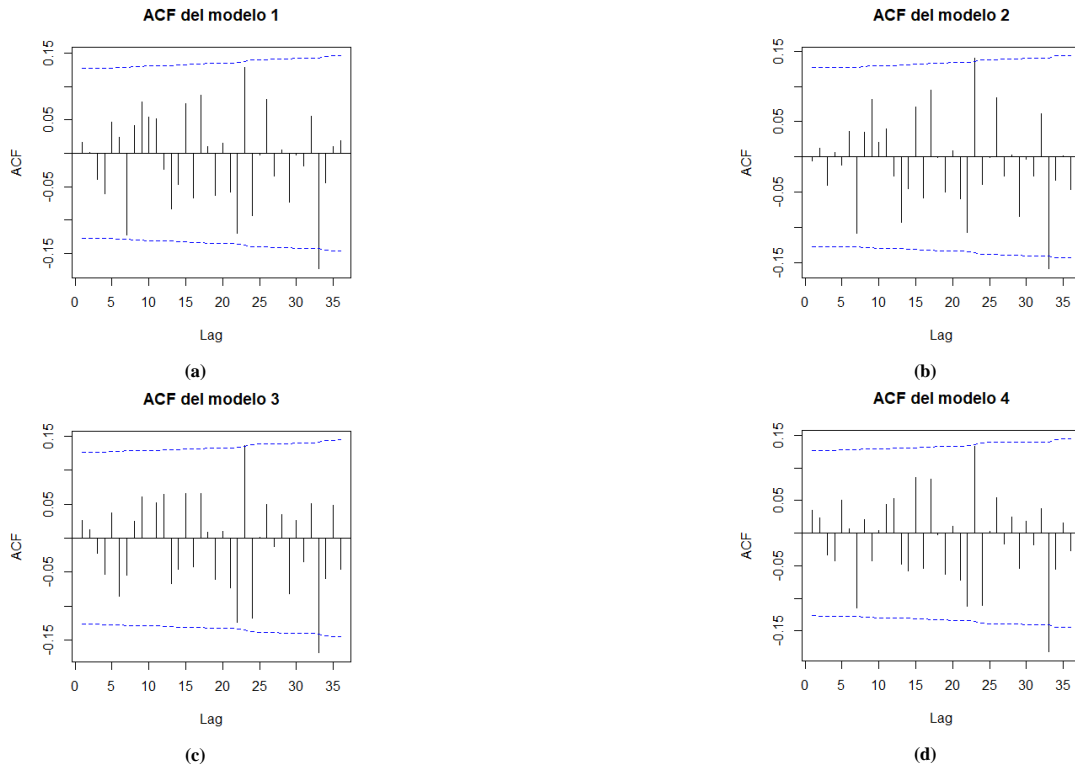 ACF del modelo 1
ACF
0.15
0.05
-0.05
-0.15
0 5 10 15 20 25 30 35
Lag
(a)
ACF del modelo 2
ACF
0.15
0.05
-0.05
-0.15
0 5 10 15 20 25 30 35
Lag
(b)
ACF del modelo 3
ACF
0.15
0.05
-0.05
-0.15
0 5 10 15 20 25 30 35
Lag
(c)
ACF del modelo 4
ACF
0.15
0.05
-0.05
-0.15
0 5 10 15 20 25 30 35
Lag
(d)